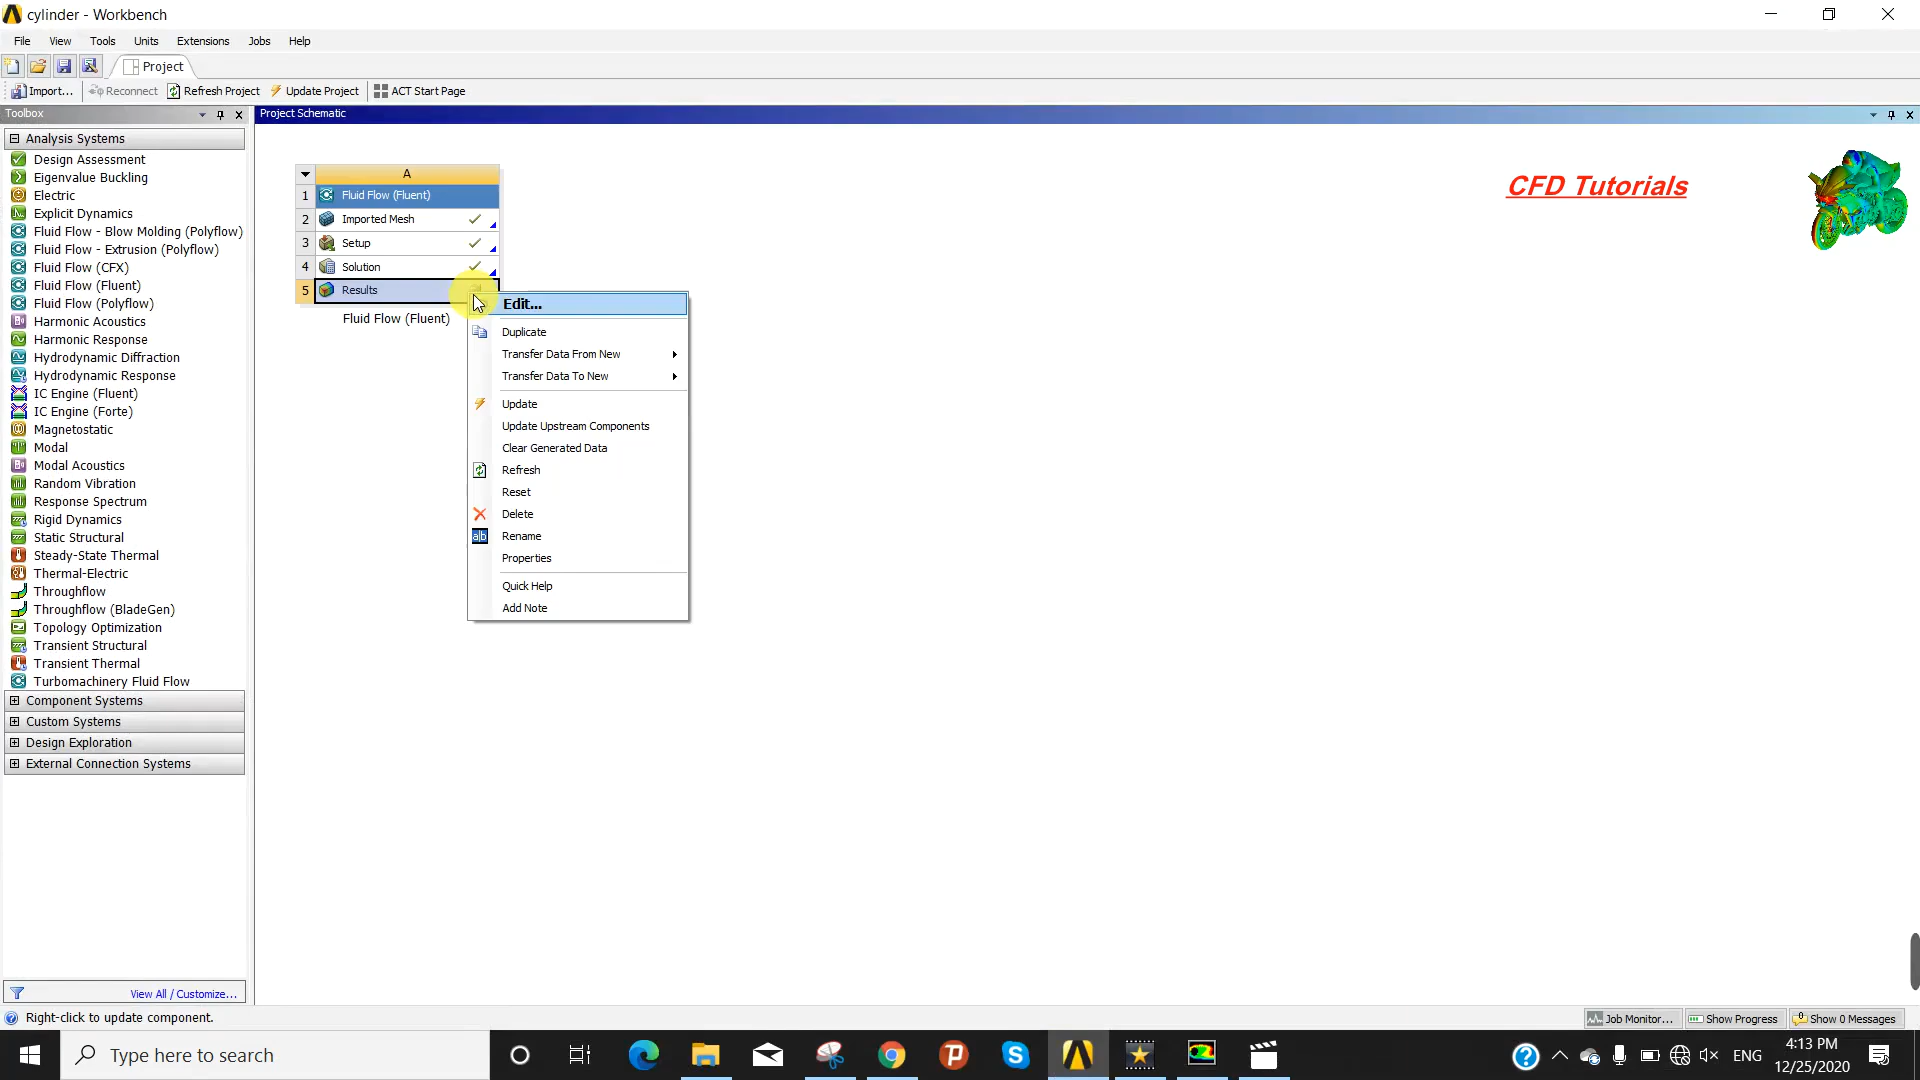 cylinder - Workbench
File View Tools Units Extensions Jobs Help
Project
Import... Reconnect Refresh Project Update Project ACT Start Page
Toolbox
Project Schematic
Analysis Systems
Design Assessment
Eigenvalue Buckling
Electric
Explicit Dynamics
Fluid Flow - Blow Molding (Polyflow)
Fluid Flow - Extrusion (Polyflow)
Fluid Flow (CFX)
Fluid Flow (Fluent)
Fluid Flow (Polyflow)
Harmonic Acoustics
Harmonic Response
Hydrodynamic Diffraction
Hydrodynamic Response
IC Engine (Fluent)
IC Engine (Forte)
Magnetostatic
Modal
Modal Acoustics
Random Vibration
Response Spectrum
Rigid Dynamics
Static Structural
Steady-State Thermal
Thermal-Electric
Throughflow
Throughflow (BladeGen)
Topology Optimization
Transient Structural
Transient Thermal
Turbomachinery Fluid Flow
Component Systems
Custom Systems
Design Exploration
External Connection Systems
View All / Customize...
A
1 Fluid Flow (Fluent)
2 Imported Mesh
3 Setup
4 Solution
5 Results
Fluid Flow (Fluent)
Edit...
Duplicate
Transfer Data From New
Transfer Data To New
Update
Update Upstream Components
Clear Generated Data
Refresh
Reset
Delete
a|b Rename
Properties
Quick Help
Add Note
CFD Tutorials
Right-click to update component.
Job Monitor... Show Progress Show 0 Messages
Type here to search
ENG
4:13 PM
12/25/2020